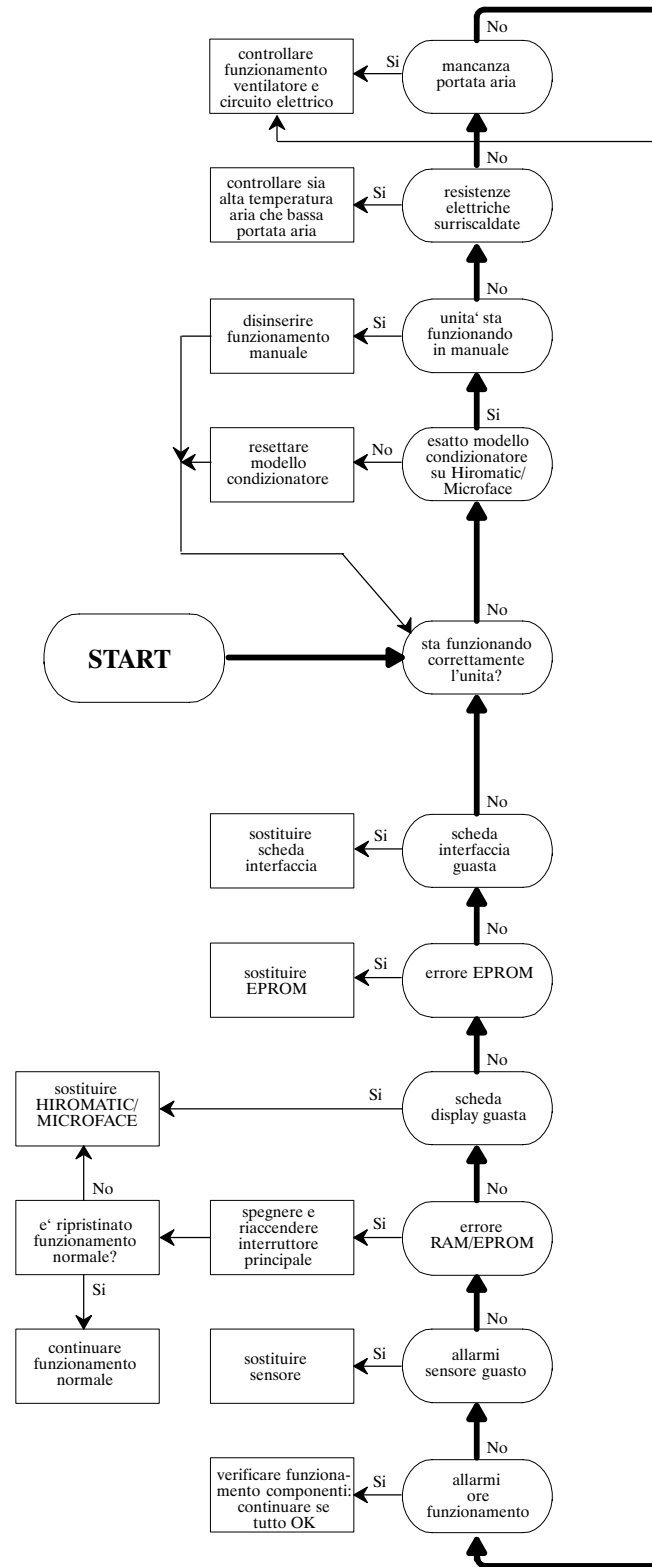 No
controllare
funzionamento
ventilatore e
circuito elettrico
Si
mancanza
portata aria
No
controllare sia
alta temperatura
aria che bassa
portata aria
Si
resistenze
elettriche
surriscaldate
No
disinserire
funzionamento
manuale
Si
unita‘ sta
funzionando
in manuale
Si
resettare
modello
condizionatore
No
esatto modello
condizionatore
su Hiromatic/
Microface
No
START
sta funzionando
correttamente
l'unita?
No
sostituire
scheda
interfaccia
Si
scheda
interfaccia
guasta
No
sostituire
EPROM
Si
errore EPROM
No
sostituire
HIROMATIC/
MICROFACE
Si
scheda
display guasta
No
No
e‘ ripristinato
funzionamento
normale?
spegnere e
riaccendere
interruttore
principale
Si
errore
RAM/EPROM
Si
No
continuare
funzionamento
normale
sostituire
sensore
Si
allarmi
sensore guasto
No
verificare funziona-
mento componenti:
continuare se
tutto OK
Si
allarmi
ore
funzionamento